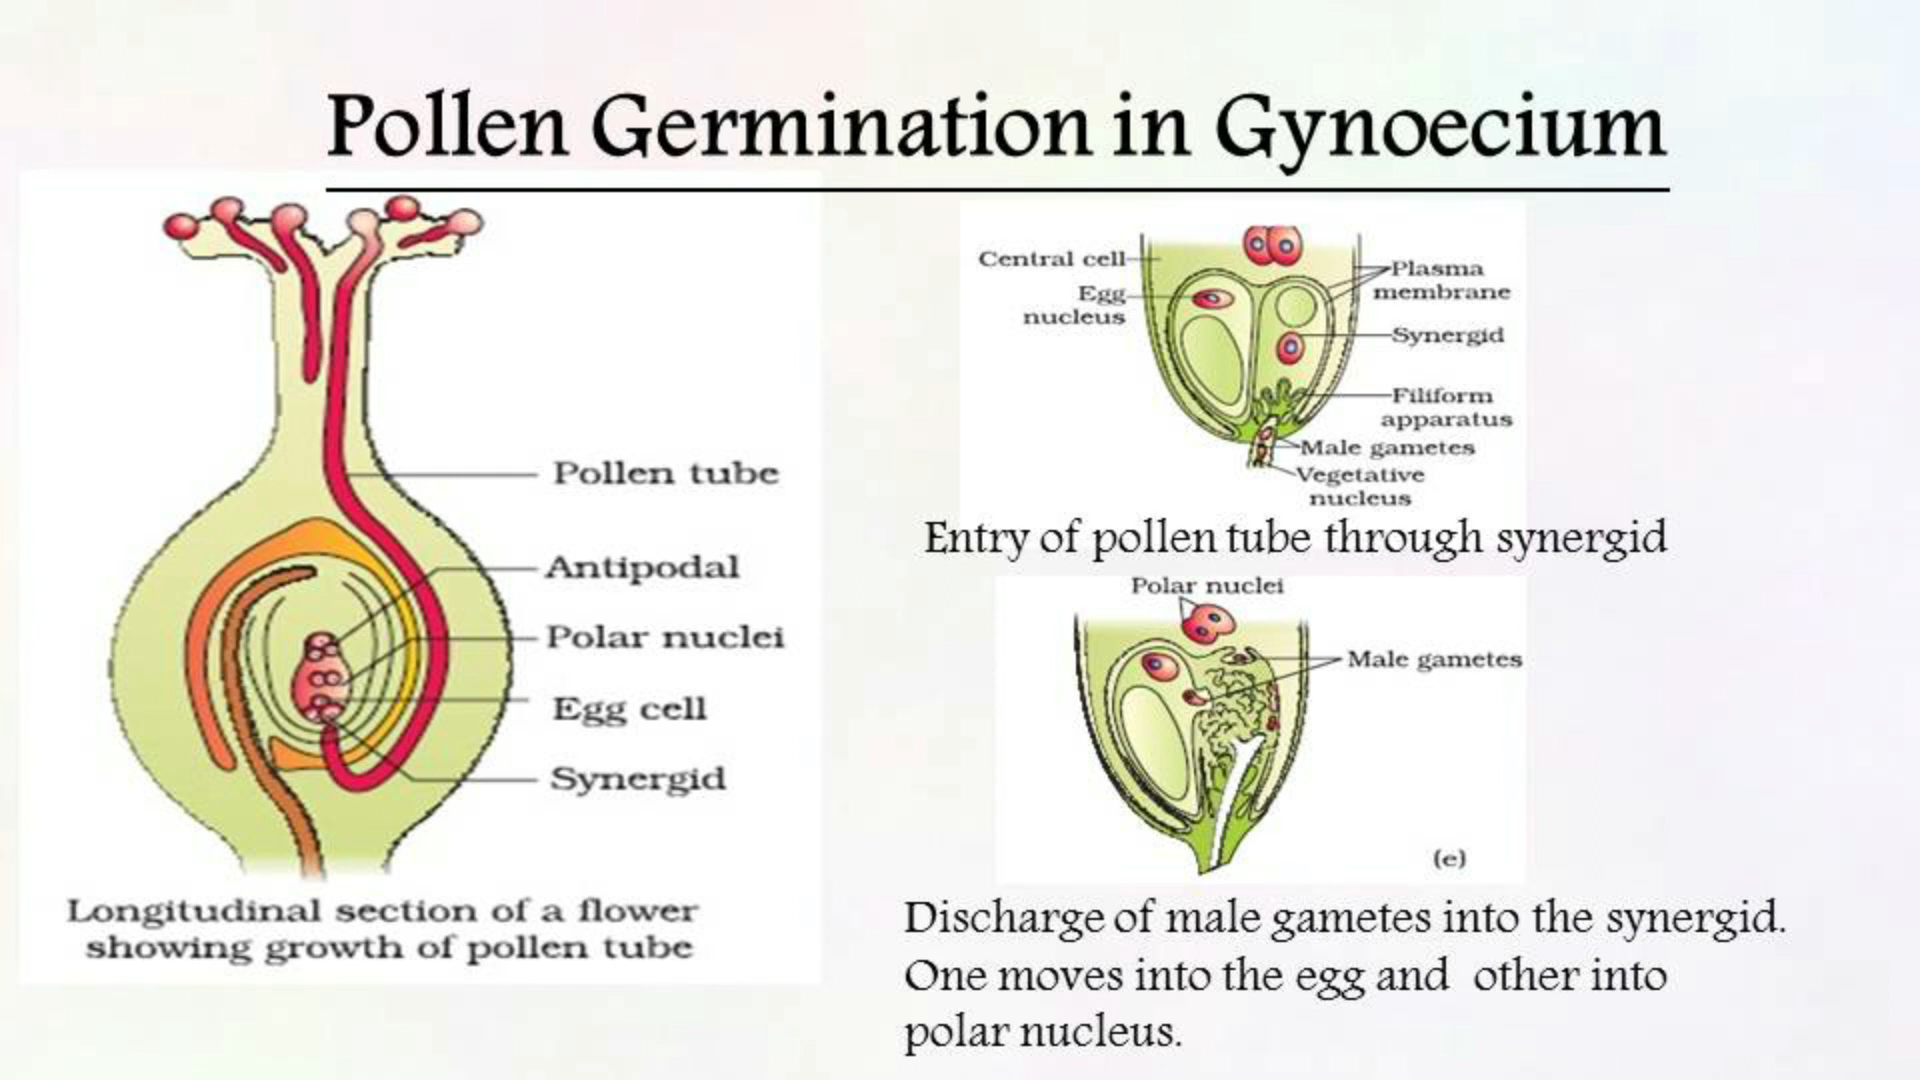 Pollen Germination in Gynoecium
Pollen tube
Antipodal
Polar nuclei
Egg cell
Synergid
Longitudinal section of a flower
showing growth of pollen tube
Central cell
Egg
nucleus
Plasma
membrane
Synergid
Filiform
apparatus
Male gametes
Vegetative
nucleus
Entry of pollen tube through synergid
Polar nuclei
Male gametes
(e)
Discharge of male gametes into the synergid.
One moves into the egg and other into
polar nucleus.